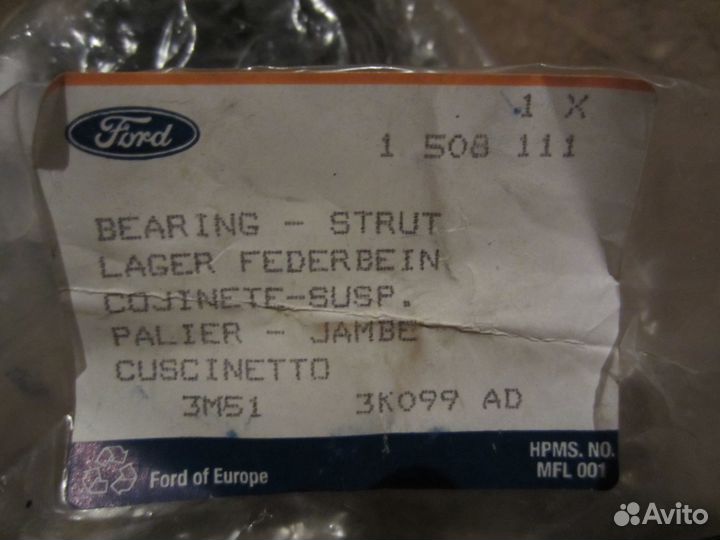 Ford
1 X
1 508 111
BEARING - STRUT
LAGER FEDERBEIN
COJINETE-SUSP.
PALIER - JAMBE
CUSCINETTO
3M51 3K099 AD
Ford of Europe
HPMS. NO.
MFL 001
Avito